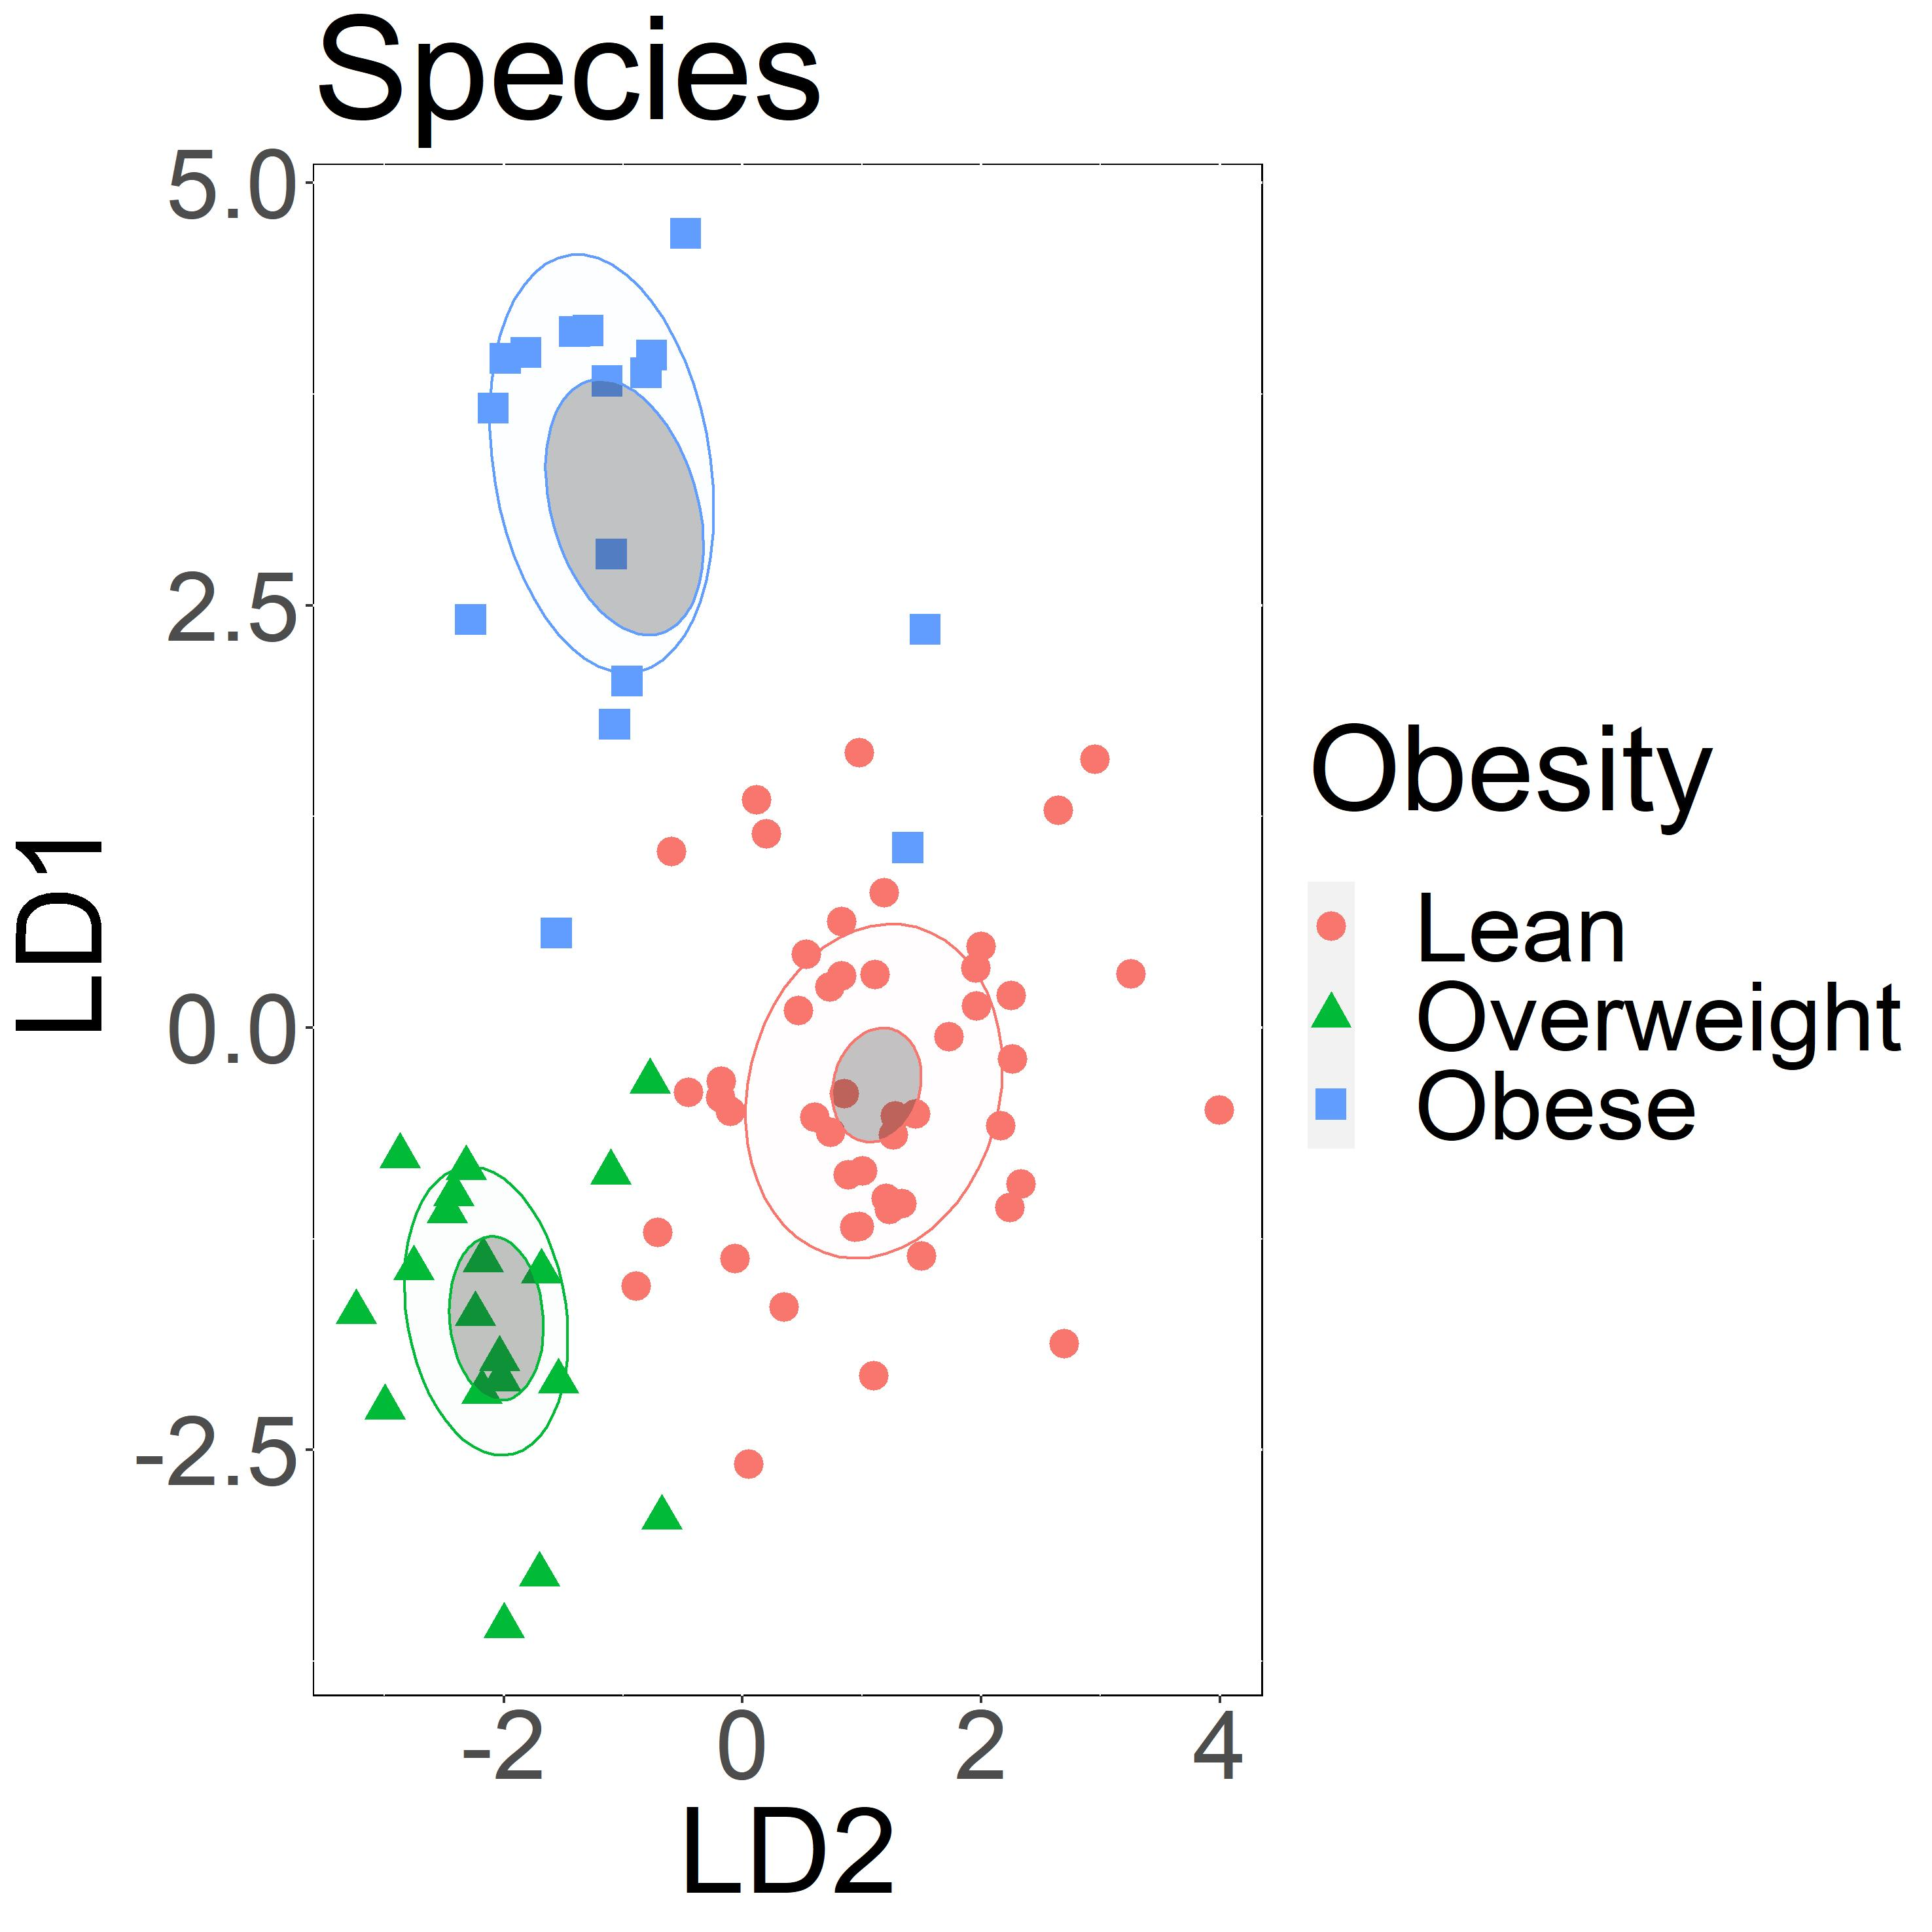 Species
5.0
2.5
0.0
-2.5
LD1
-2 0 2 4
LD2
Obesity
Lean
Overweight
Obese